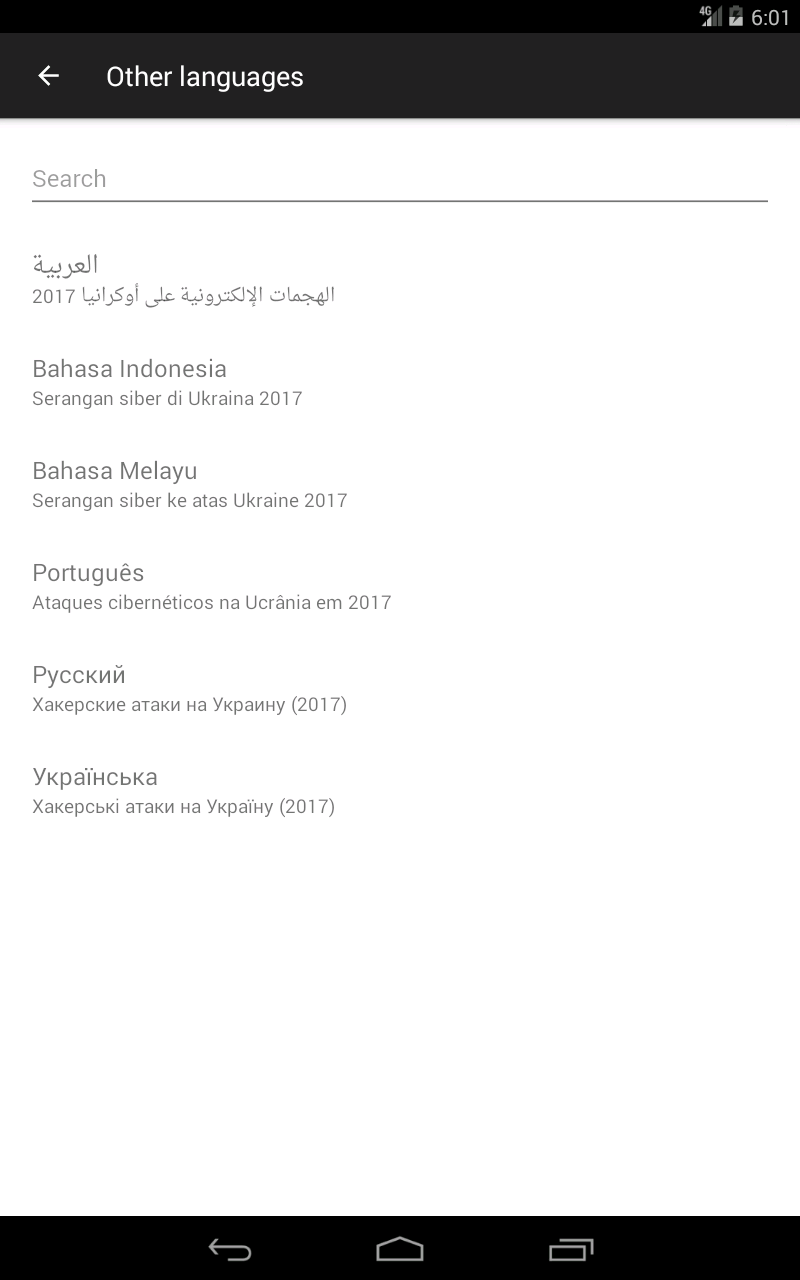 4G 6:01
Other languages
Search
العربية
الهجمات الإلكترونية على أوكرانيا 2017
Bahasa Indonesia
Serangan siber di Ukraina 2017
Bahasa Melayu
Serangan siber ke atas Ukraine 2017
Português
Ataques cibernéticos na Ucrânia em 2017
Русский
Хакерские атаки на Украину (2017)
Українська
Хакерські атаки на Україну (2017)